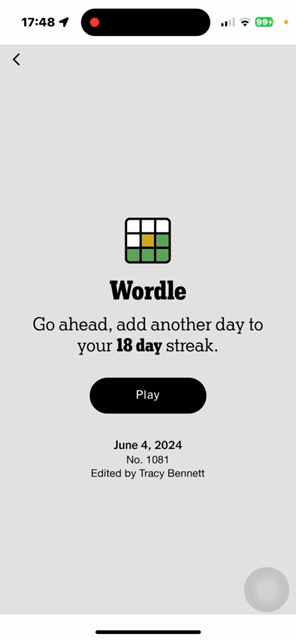 17:48
99+
Wordle
Go ahead, add another day to
your 18 day streak.
Play
June 4, 2024
No. 1081
Edited by Tracy Bennett